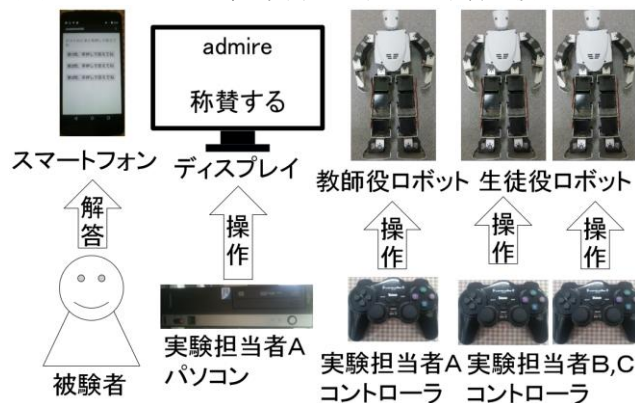 admire
称賛する
スマートフォン
ディスプレイ
教師役ロボット
生徒役ロボット
解答
操作
操作
操作
操作
被験者
実験担当者A
パソコン
実験担当者A
コントローラ
実験担当者B,C
コントローラ